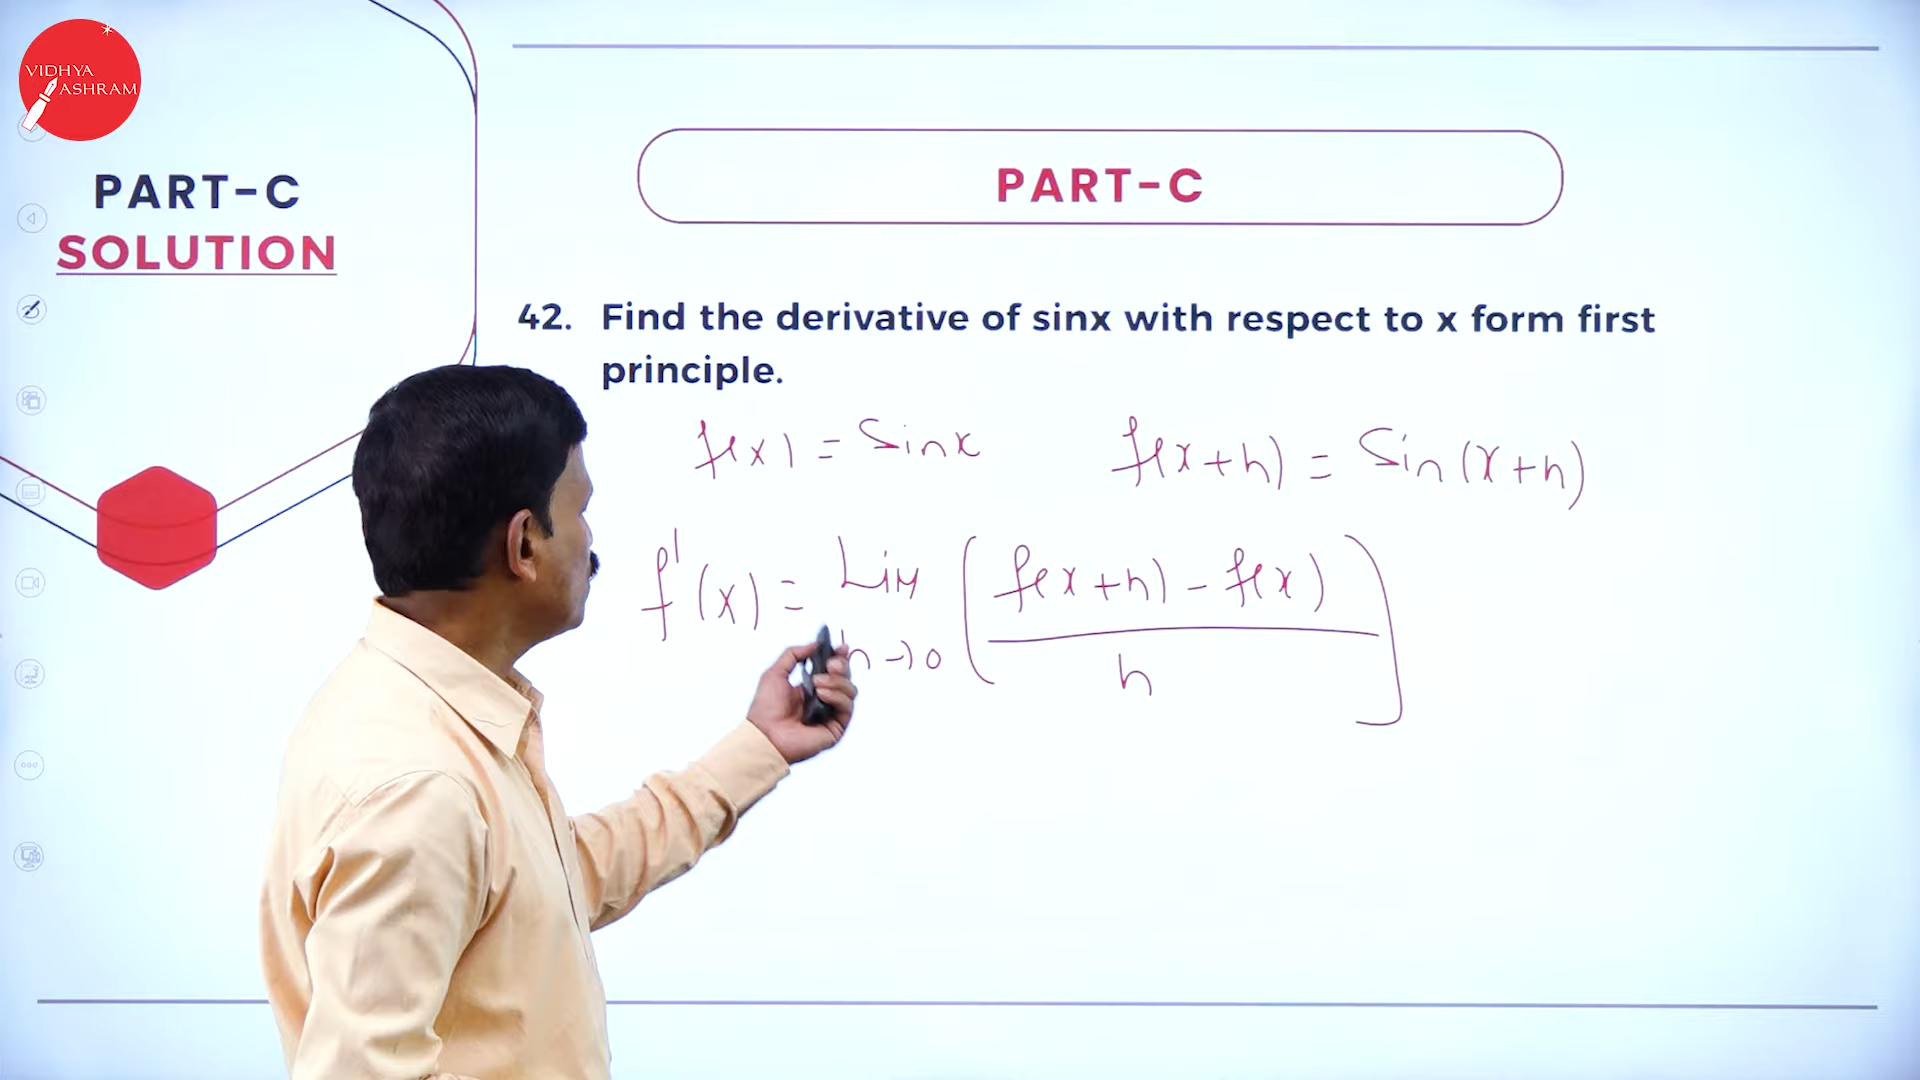 VIDHYA
ASHRAM
PART-C
SOLUTION
PART-C
42. Find the derivative of sinx with respect to x form first
principle.
f(x) = Sinx
f(x+h) = Sin(x+h)
f'(x) = Lim h→0 [ f(x+h) - f(x) / h ]